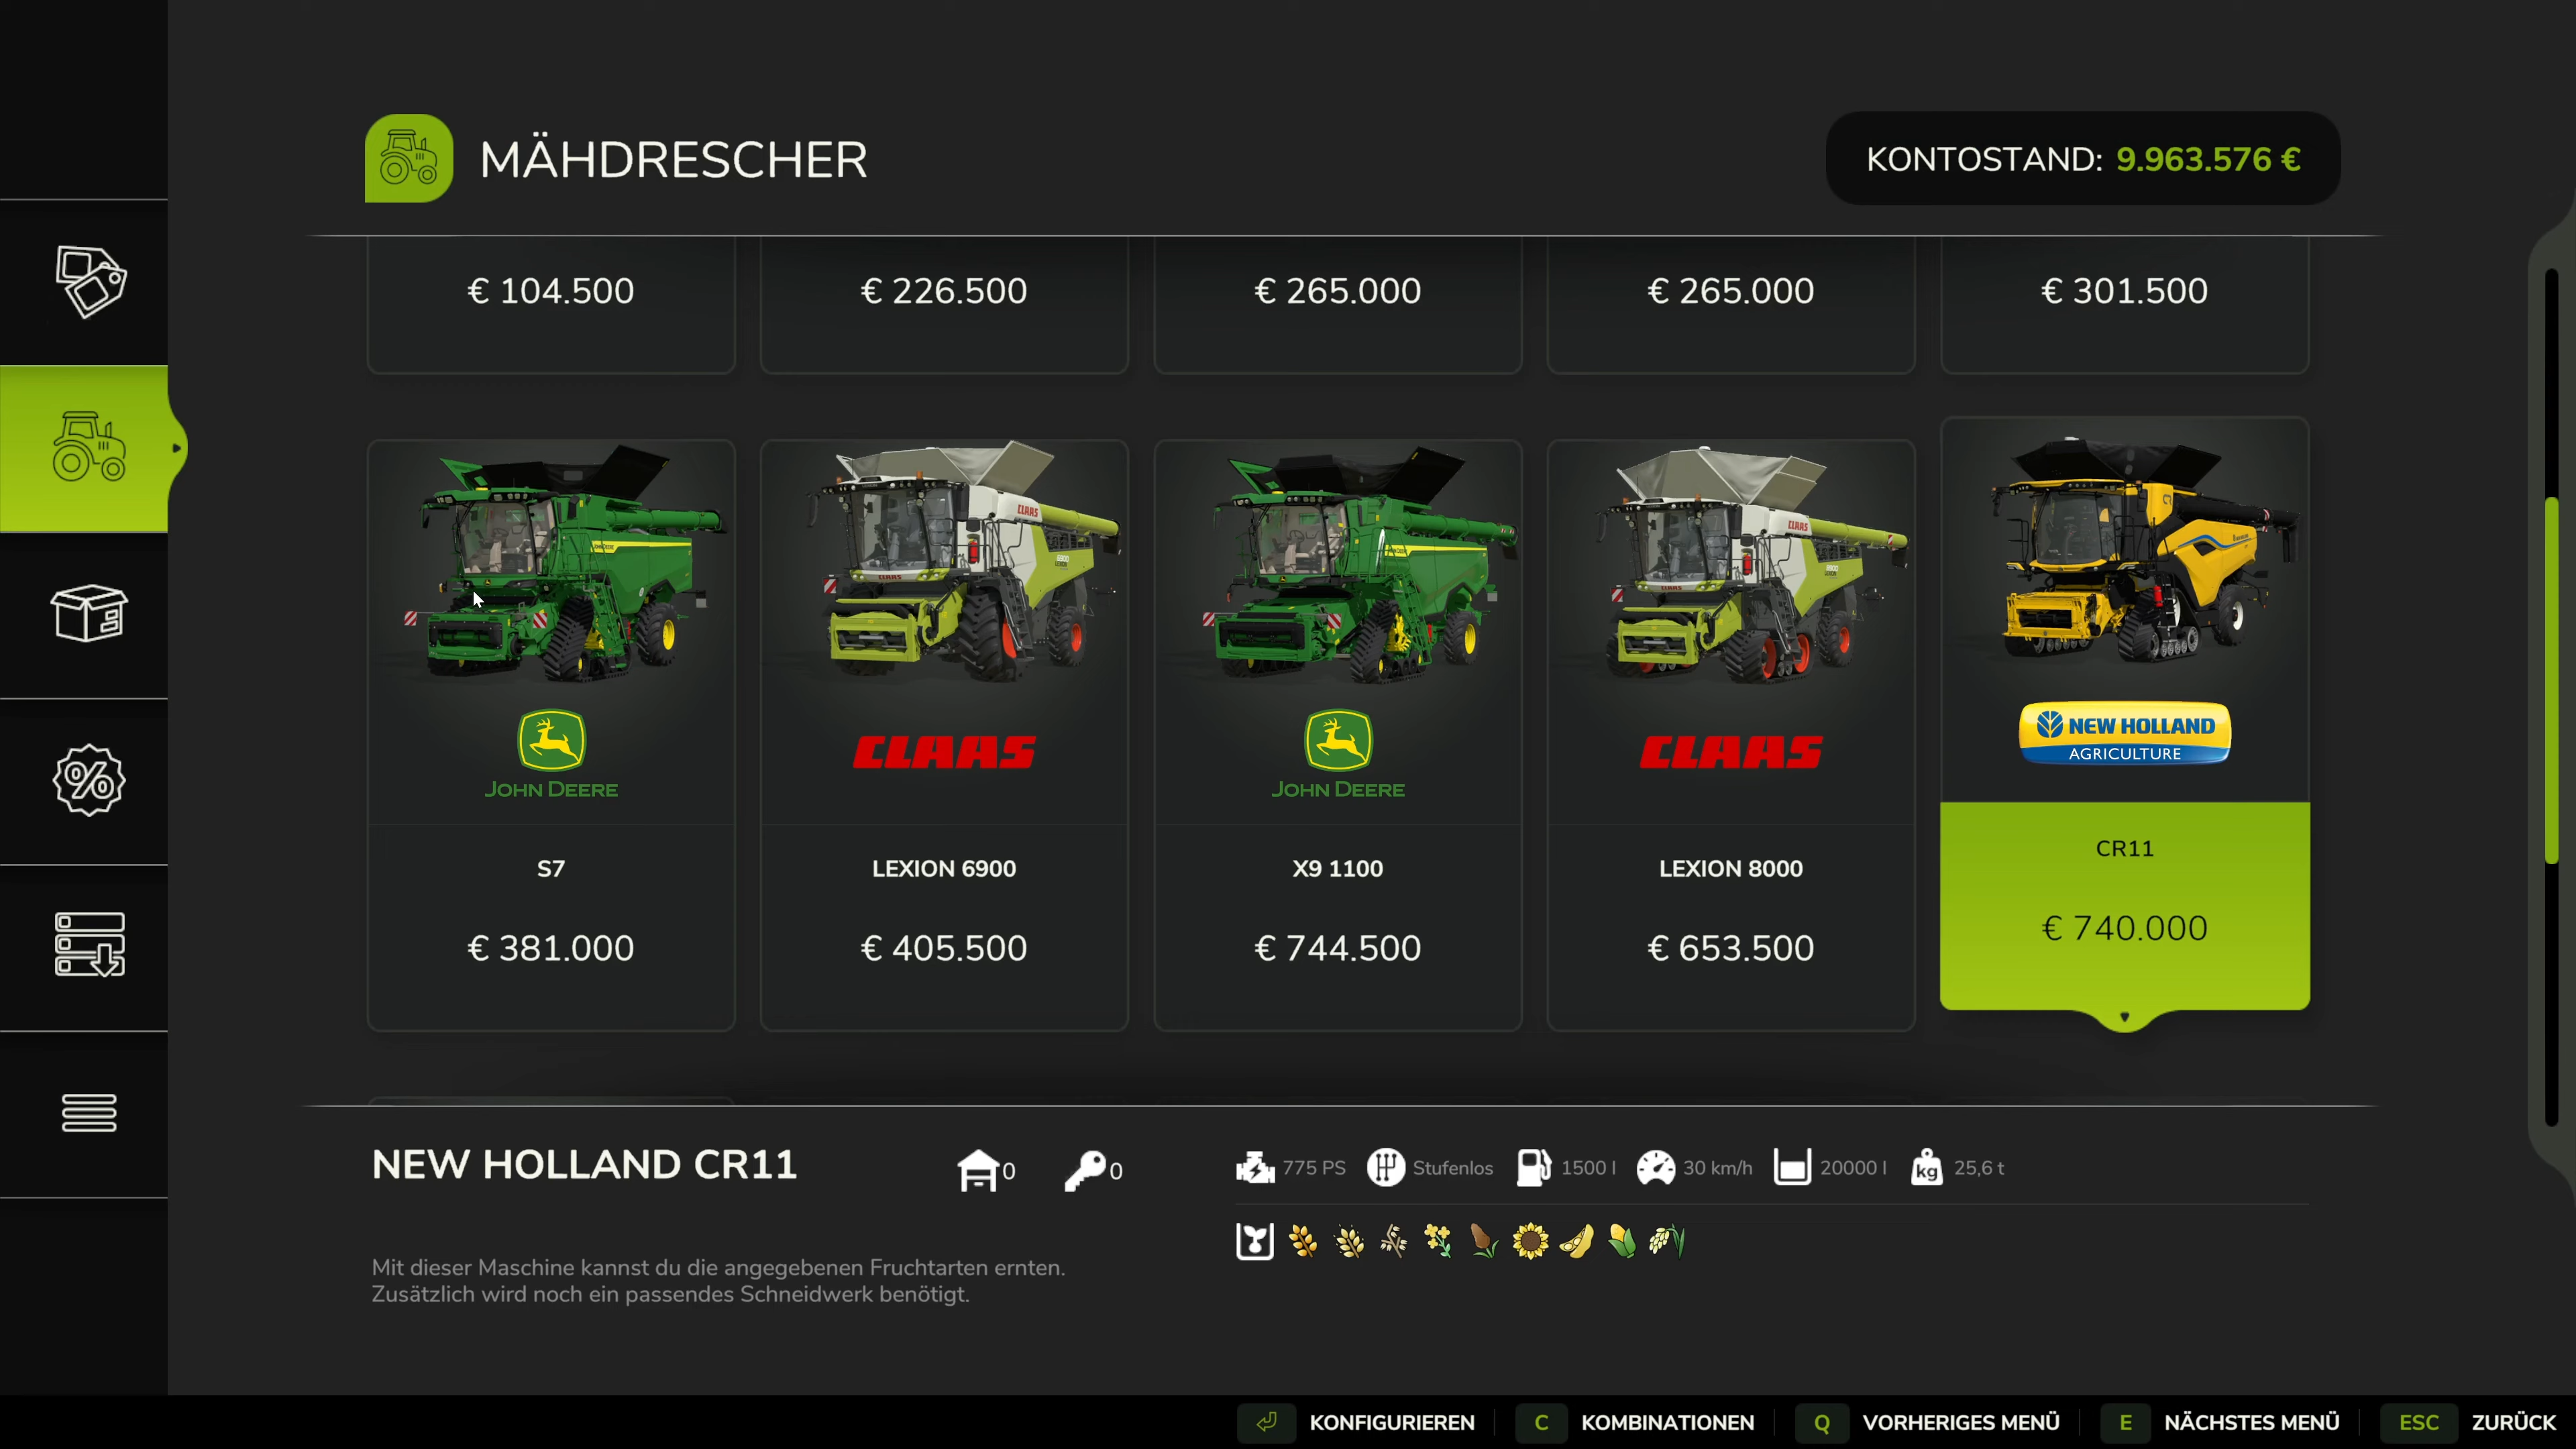 MÄHDRESCHER
KONTOSTAND: 9.963.576 €
€ 104.500
€ 226.500
€ 265.000
€ 265.000
€ 301.500
JOHN DEERE
CLAAS
JOHN DEERE
CLAAS
NEW HOLLAND
AGRICULTURE
S7
LEXION 6900
X9 1100
LEXION 8000
CR11
€ 381.000
€ 405.500
€ 744.500
€ 653.500
€ 740.000
NEW HOLLAND CR11
0
0
775 PS
Stufenlos
1500 l
30 km/h
20000 l
kg
25,6 t
Mit dieser Maschine kannst du die angegebenen Fruchtarten ernten.
Zusätzlich wird noch ein passendes Schneidwerk benötigt.
KONFIGURIEREN
C KOMBINATIONEN
Q VORHERIGES MENÜ
E NÄCHSTES MENÜ
ESC ZURÜCK